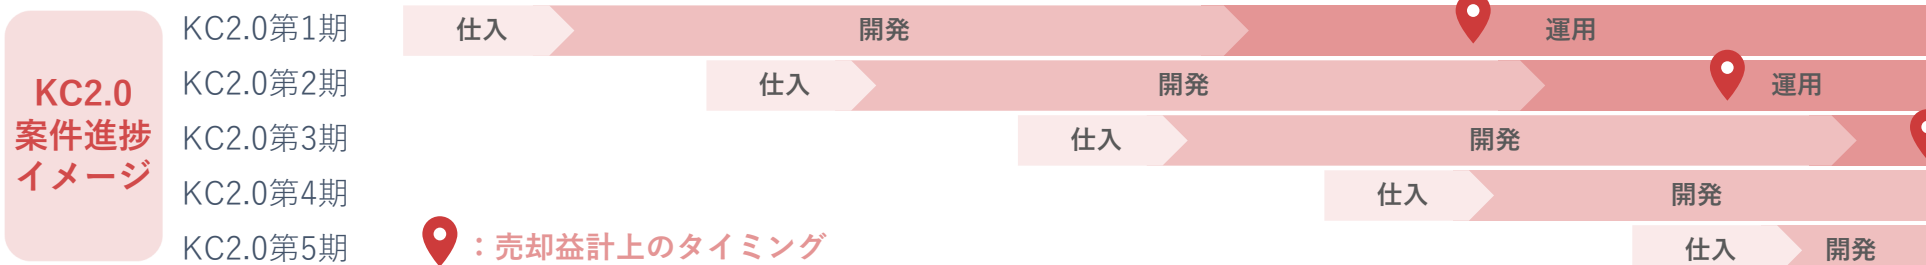 KC2.0
案件進捗
イメージ
KC2.0第1期
仕入
開発
運用
KC2.0第2期
仕入
開発
運用
KC2.0第3期
仕入
開発
KC2.0第4期
仕入
開発
KC2.0第5期
：売却益計上のタイミング
仕入
開発